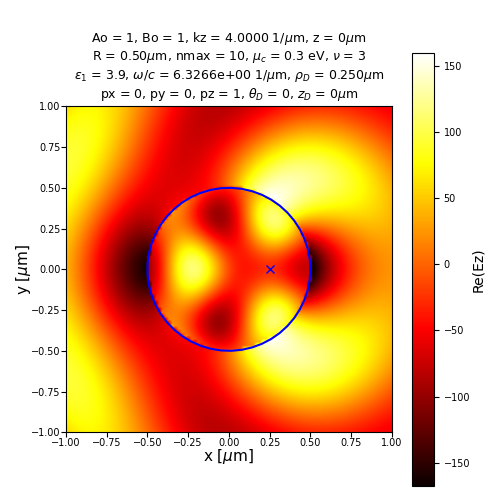 Ao = 1, Bo = 1, kz = 4.0000 1/μm, z = 0μm
R = 0.50μm, nmax = 10, μc = 0.3 eV, ν = 3
ε1 = 3.9, ω/c = 6.3266e+00 1/μm, ρD = 0.250μm
px = 0, py = 0, pz = 1, θD = 0, zD = 0μm
1.00
0.75
0.50
0.25
0.00
−0.25
−0.50
−0.75
−1.00
y [μm]
−1.00 −0.75 −0.50 −0.25 0.00 0.25 0.50 0.75 1.00
x [μm]
150
100
50
0
−50
−100
−150
Re(Ez)